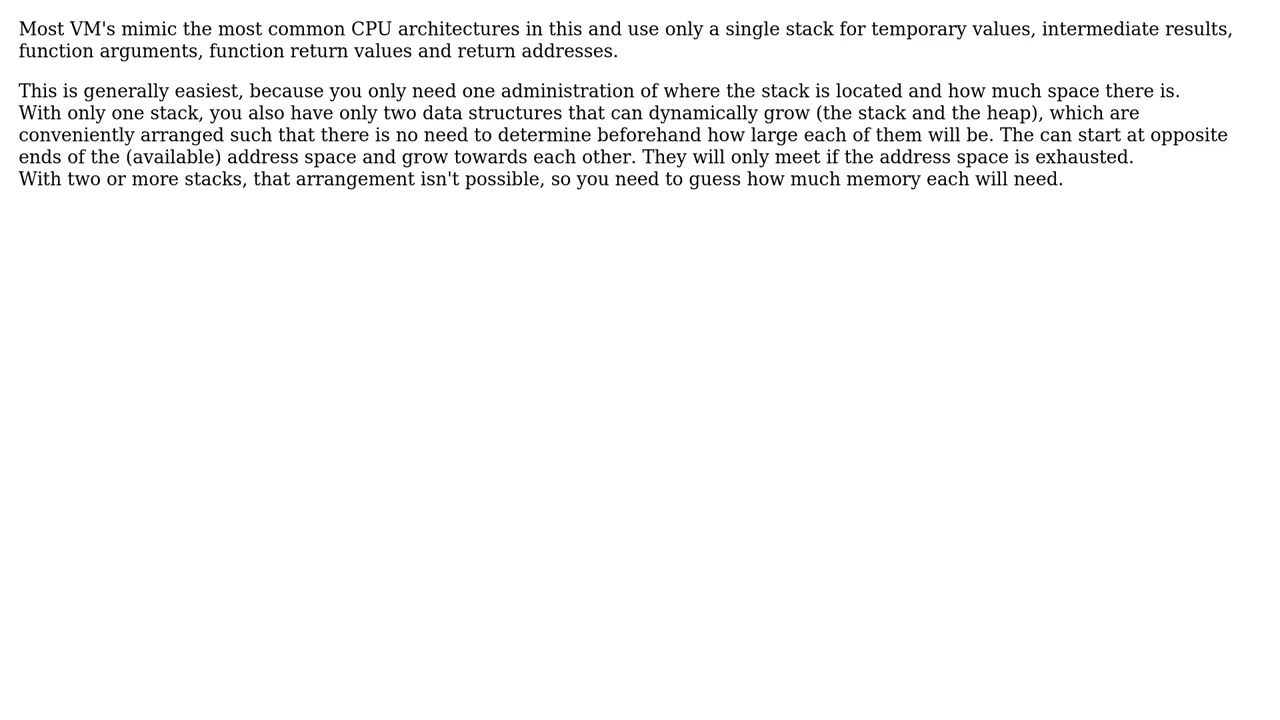 Most VM's mimic the most common CPU architectures in this and use only a single stack for temporary values, intermediate results,
function arguments, function return values and return addresses.
This is generally easiest, because you only need one administration of where the stack is located and how much space there is.
With only one stack, you also have only two data structures that can dynamically grow (the stack and the heap), which are
conveniently arranged such that there is no need to determine beforehand how large each of them will be. The can start at opposite
ends of the (available) address space and grow towards each other. They will only meet if the address space is exhausted.
With two or more stacks, that arrangement isn't possible, so you need to guess how much memory each will need.